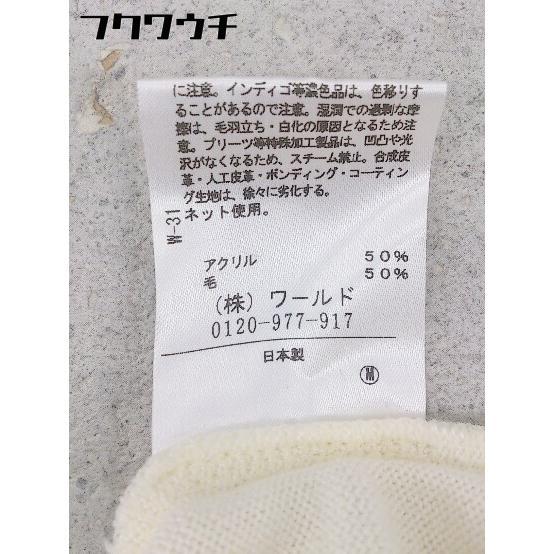 フクワウチ
に注意。インディゴ等濃色品は、色移りす
ることがあるので注意。湿潤での過剰な摩
擦は、毛羽立ち・白化の原因となるため注
意。プリーツ等特殊加工製品は、凹凸や光
沢がなくなるため、スチーム禁止。合成皮
革・人工皮革・ボンディング・コーティン
グ生地は、徐々に劣化する。
ネット使用。
W-31
アクリル 50%
毛 50%
(株) ワールド
0120-977-917
日本製
M